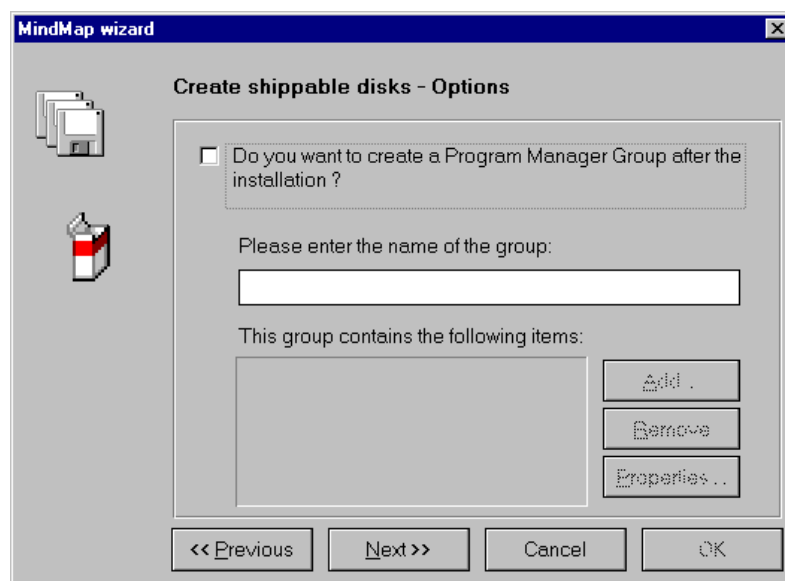 MindMap wizard
Create shippable disks - Options
Do you want to create a Program Manager Group after the
installation ?
Please enter the name of the group:
This group contains the following items:
Add .
Remove
Properties . .
<< Previous
Next >>
Cancel
OK